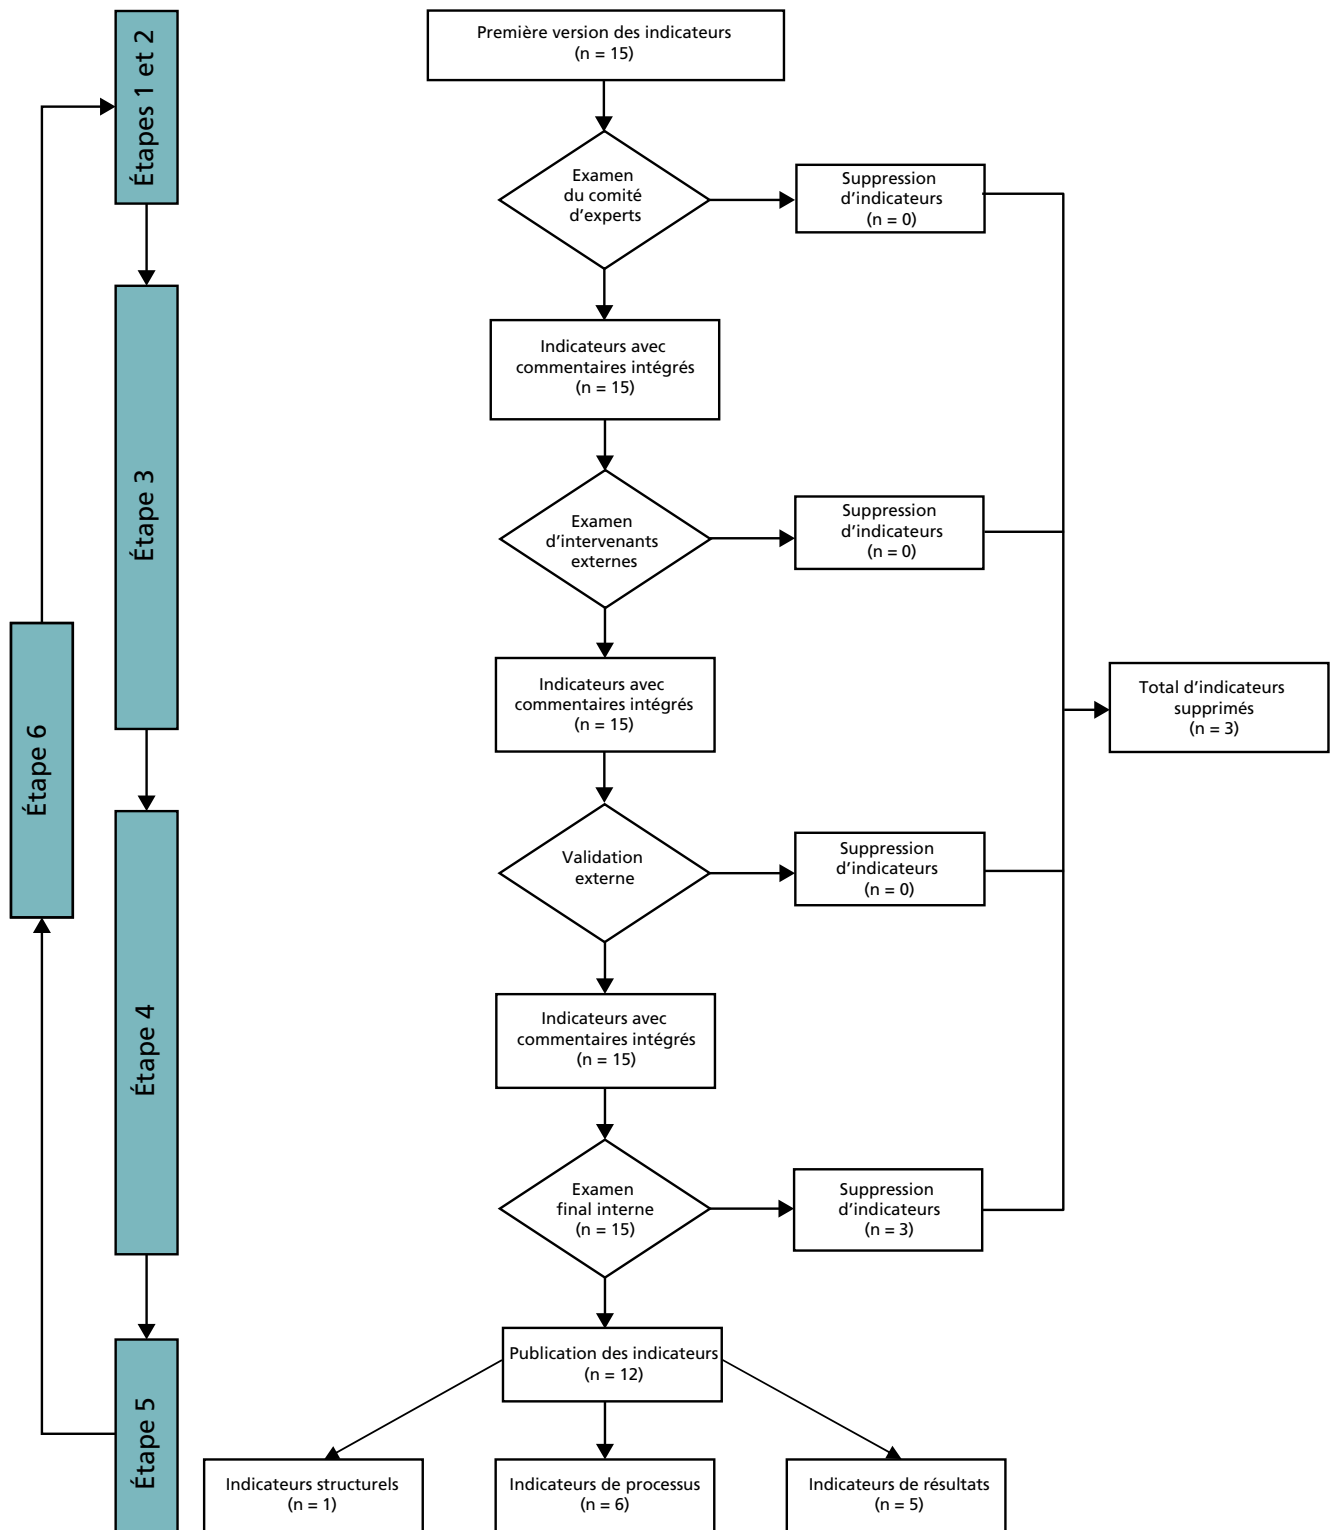 Étapes 1 et 2
Étape 3
Étape 6
Étape 4
Étape 5
Première version des indicateurs
(n = 15)
Examen
du comité
d’experts
Suppression
d’indicateurs
(n = 0)
Indicateurs avec
commentaires intégrés
(n = 15)
Examen
d’intervenants
externes
Suppression
d’indicateurs
(n = 0)
Indicateurs avec
commentaires intégrés
(n = 15)
Total d’indicateurs
supprimés
(n = 3)
Validation
externe
Suppression
d’indicateurs
(n = 0)
Indicateurs avec
commentaires intégrés
(n = 15)
Examen
final interne
(n = 15)
Suppression
d’indicateurs
(n = 3)
Publication des indicateurs
(n = 12)
Indicateurs structurels
(n = 1)
Indicateurs de processus
(n = 6)
Indicateurs de résultats
(n = 5)